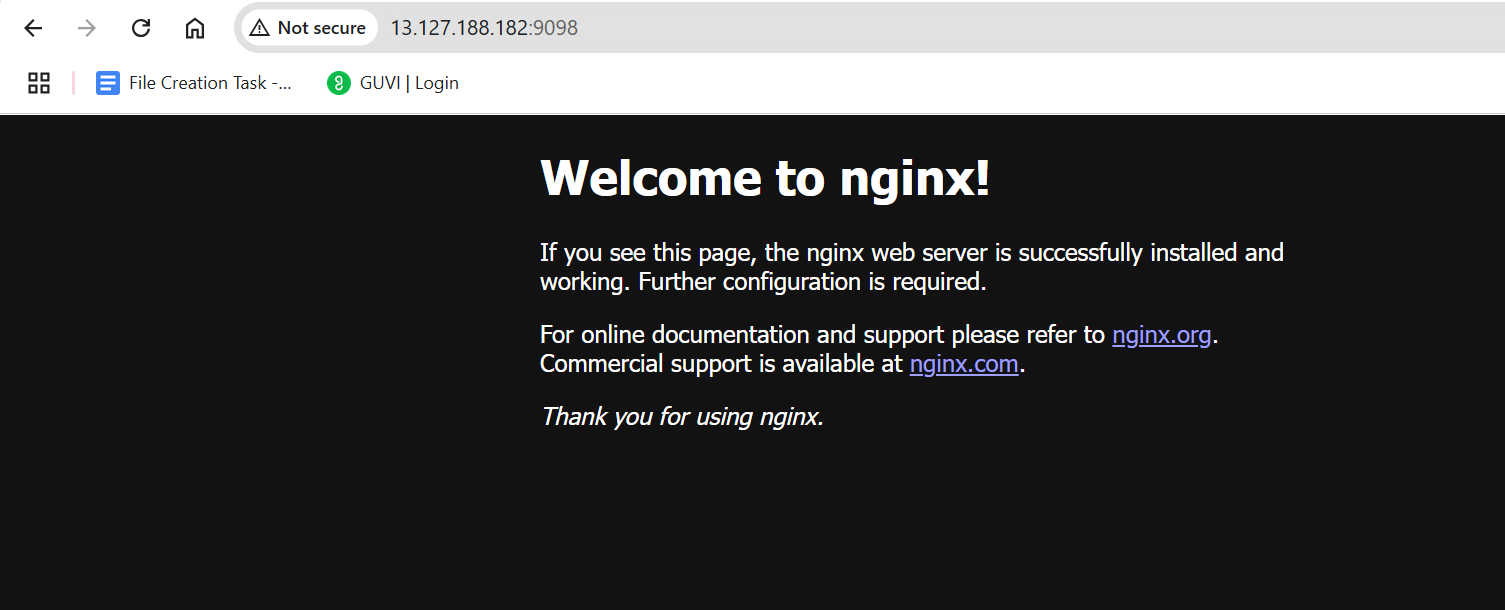 Not secure 13.127.188.182:9098
File Creation Task -... GUVI | Login
Welcome to nginx!
If you see this page, the nginx web server is successfully installed and
working. Further configuration is required.
For online documentation and support please refer to nginx.org.
Commercial support is available at nginx.com.
Thank you for using nginx.